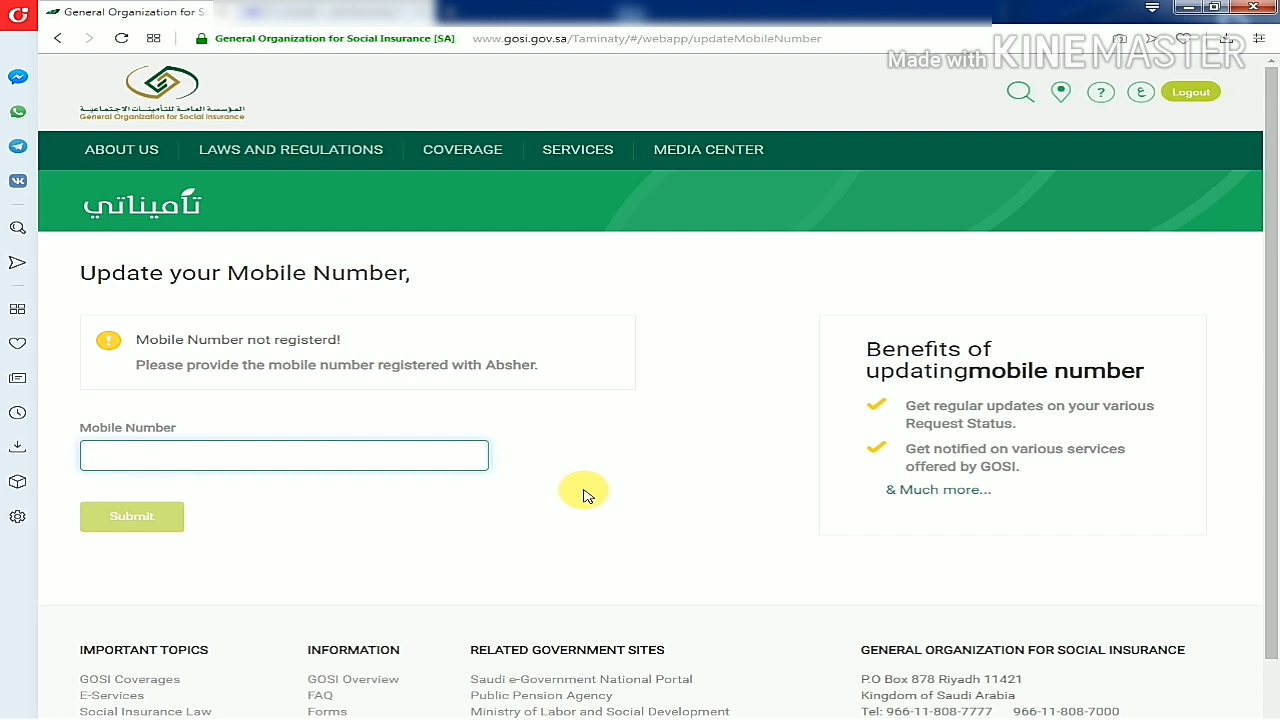 General Organization for S
General Organization for Social Insurance [SA]
www.gosi.gov.sa/Taminaty/#/webapp/updateMobileNumber
Made with KINEMASTER
المؤسسة العامة للتأمينات الاجتماعية
General Organization for Social Insurance
?
ع
Logout
ABOUT US
LAWS AND REGULATIONS
COVERAGE
SERVICES
MEDIA CENTER
تأميناتي
Update your Mobile Number,
Mobile Number not registerd!
Please provide the mobile number registered with Absher.
Mobile Number
Submit
Benefits of
updatingmobile number
Get regular updates on your various
Request Status.
Get notified on various services
offered by GOSI.
& Much more...
IMPORTANT TOPICS
GOSI Coverages
E-Services
Social Insurance Law
INFORMATION
GOSI Overview
FAQ
Forms
RELATED GOVERNMENT SITES
Saudi e-Government National Portal
Public Pension Agency
Ministry of Labor and Social Development
GENERAL ORGANIZATION FOR SOCIAL INSURANCE
P.O Box 878 Riyadh 11421
Kingdom of Saudi Arabia
Tel: 966-11-808-7777 966-11-808-7000